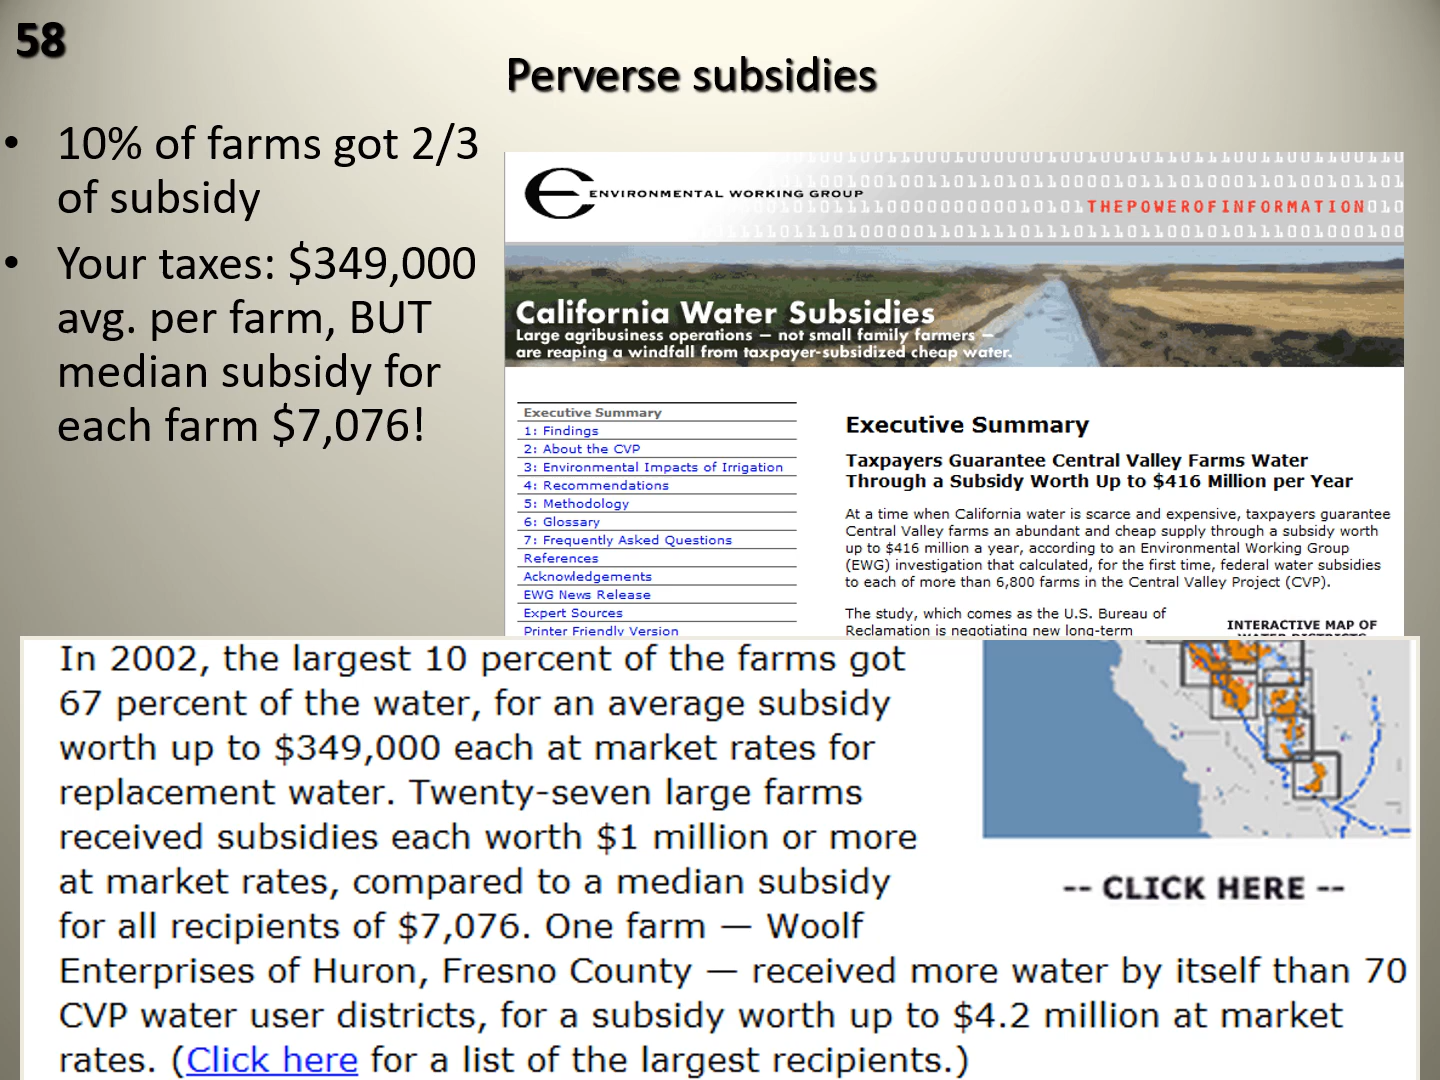 58
Perverse subsidies
• 10% of farms got 2/3
of subsidy
• Your taxes: $349,000
avg. per farm, BUT
median subsidy for
each farm $7,076!
ENVIRONMENTAL WORKING GROUP
THEPOWEROFINFORMATION
California Water Subsidies
Large agribusiness operations — not small family farmers —
are reaping a windfall from taxpayer-subsidized cheap water.
Executive Summary
1: Findings
2: About the CVP
3: Environmental Impacts of Irrigation
4: Recommendations
5: Methodology
6: Glossary
7: Frequently Asked Questions
References
Acknowledgements
EWG News Release
Expert Sources
Printer Friendly Version
Executive Summary
Taxpayers Guarantee Central Valley Farms Water
Through a Subsidy Worth Up to $416 Million per Year
At a time when California water is scarce and expensive, taxpayers guarantee
Central Valley farms an abundant and cheap supply through a subsidy worth
up to $416 million a year, according to an Environmental Working Group
(EWG) investigation that calculated, for the first time, federal water subsidies
to each of more than 6,800 farms in the Central Valley Project (CVP).
The study, which comes as the U.S. Bureau of
Reclamation is negotiating new long-term
INTERACTIVE MAP OF
In 2002, the largest 10 percent of the farms got
67 percent of the water, for an average subsidy
worth up to $349,000 each at market rates for
replacement water. Twenty-seven large farms
received subsidies each worth $1 million or more
at market rates, compared to a median subsidy
for all recipients of $7,076. One farm — Woolf
Enterprises of Huron, Fresno County — received more water by itself than 70
CVP water user districts, for a subsidy worth up to $4.2 million at market
rates. (Click here for a list of the largest recipients.)
-- CLICK HERE --